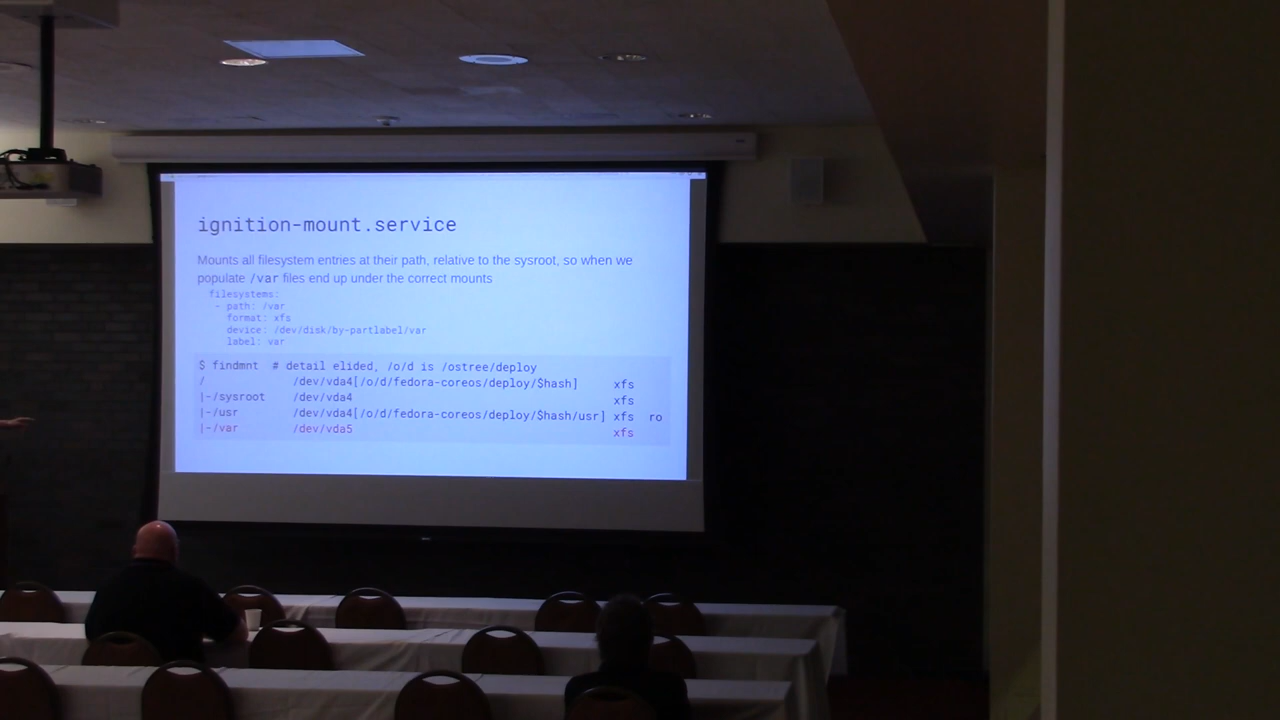 ignition-mount.service
Mounts all filesystem entries at their path, relative to the sysroot, so when we
populate /var files end up under the correct mounts
filesystems:
- path: /var
format: xfs
device: /dev/disk/by-partlabel/var
label: var
$ findmnt # detail elided, /o/d is /ostree/deploy
/ /dev/vda4[/o/d/fedora-coreos/deploy/$hash] xfs
|-/sysroot /dev/vda4 xfs
|-/usr /dev/vda4[/o/d/fedora-coreos/deploy/$hash/usr] xfs ro
|-/var /dev/vda5 xfs